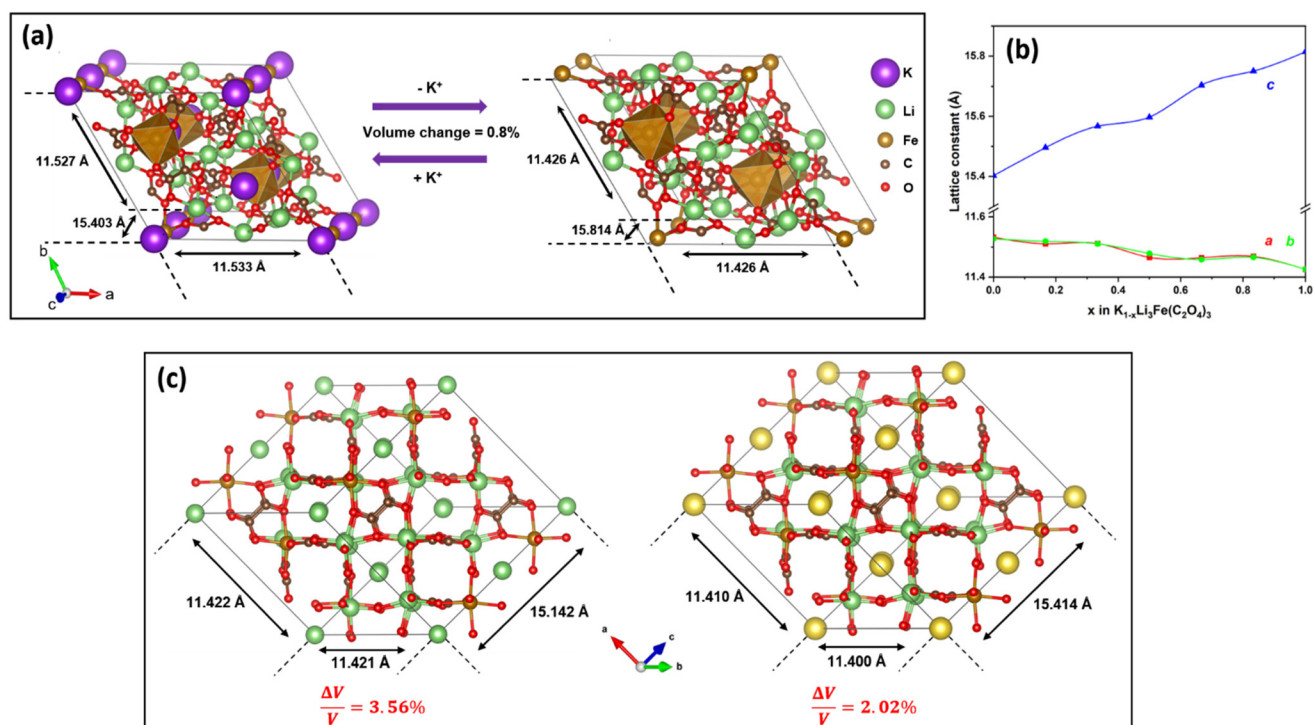 (a)
- K⁺
Volume change = 0.8%
+ K⁺
11.527 Å
15.403 Å
11.533 Å
b
a
c
11.426 Å
15.814 Å
11.426 Å
K
Li
Fe
C
O
(b)
Lattice constant (Å)
15.8
15.6
15.4
11.6
11.4
c
a b
0.0 0.2 0.4 0.6 0.8 1.0
x in K₁₋ₓLi₃Fe(C₂O₄)₃
(c)
11.422 Å
15.142 Å
11.421 Å
ΔV/V = 3.56%
a
c
b
11.410 Å
15.414 Å
11.400 Å
ΔV/V = 2.02%